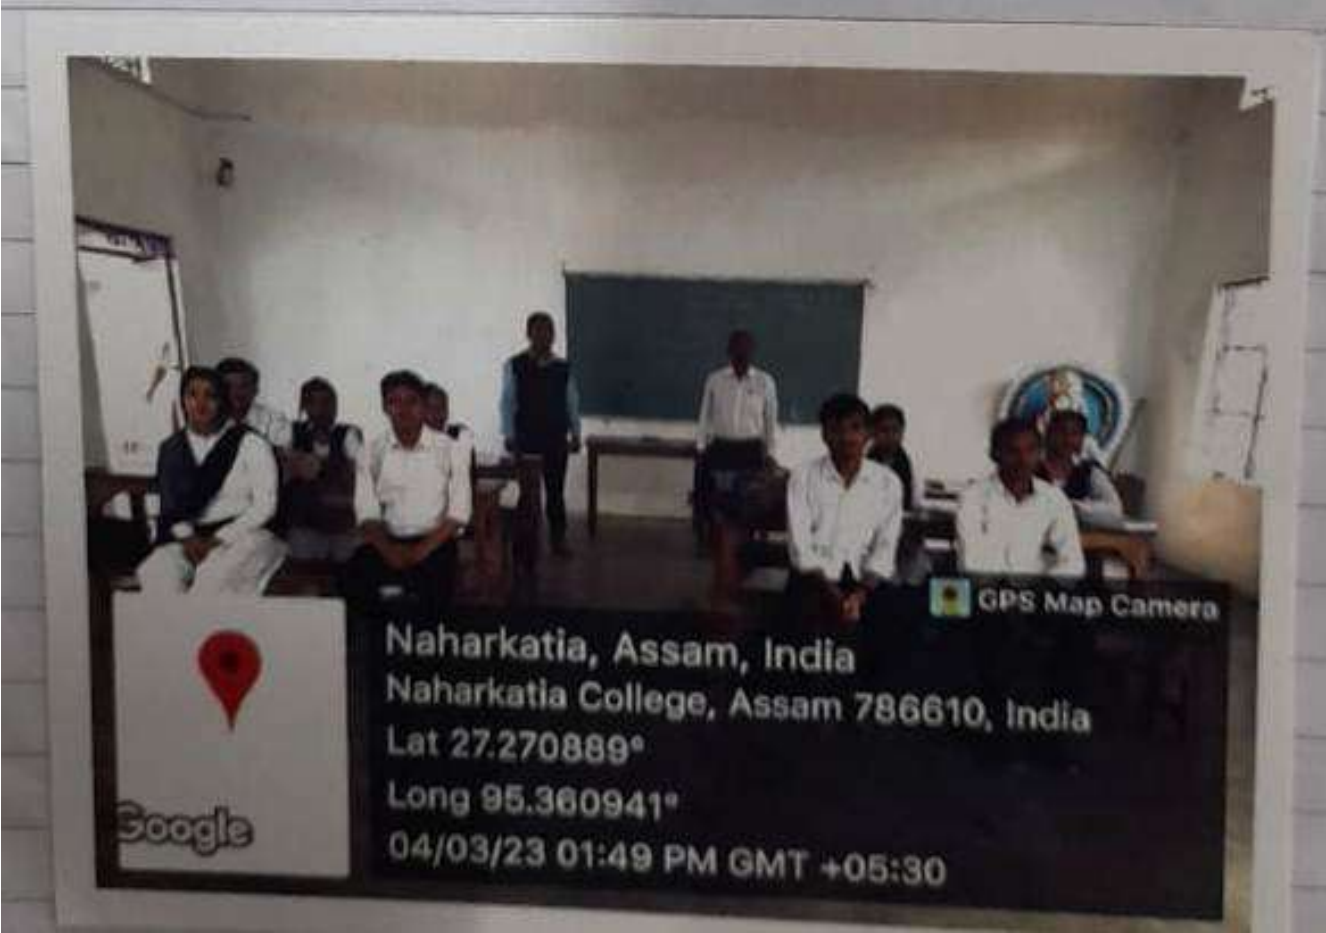 GPS Map Camera
Naharkatia, Assam, India
Naharkatia College, Assam 786610, India
Lat 27.270889°
Long 95.360941°
04/03/23 01:49 PM GMT +05:30
Google